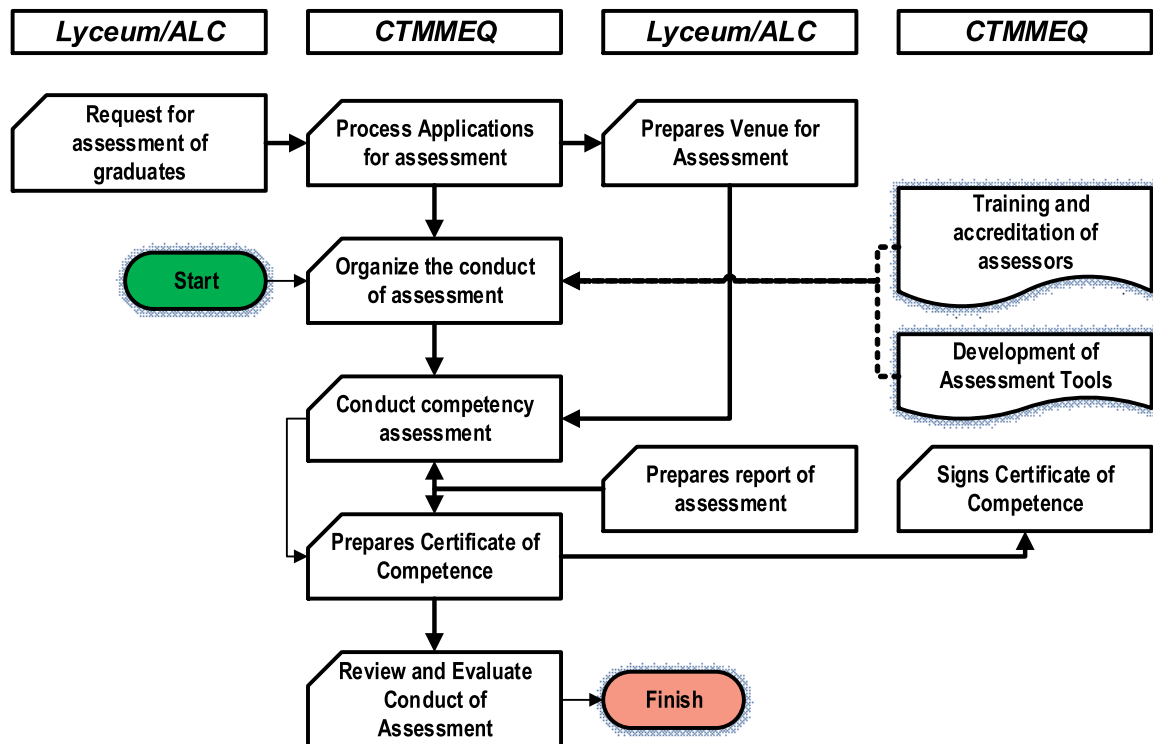 Lyceum/ALC
CTMMEQ
Lyceum/ALC
CTMMEQ
Request for
assessment of
graduates
Process Applications
for assessment
Prepares Venue for
Assessment
Training and
accreditation of
assessors
Start
Organize the conduct
of assessment
Development of
Assessment Tools
Conduct competency
assessment
Prepares report of
assessment
Signs Certificate of
Competence
Prepares Certificate of
Competence
Review and Evaluate
Conduct of
Assessment
Finish